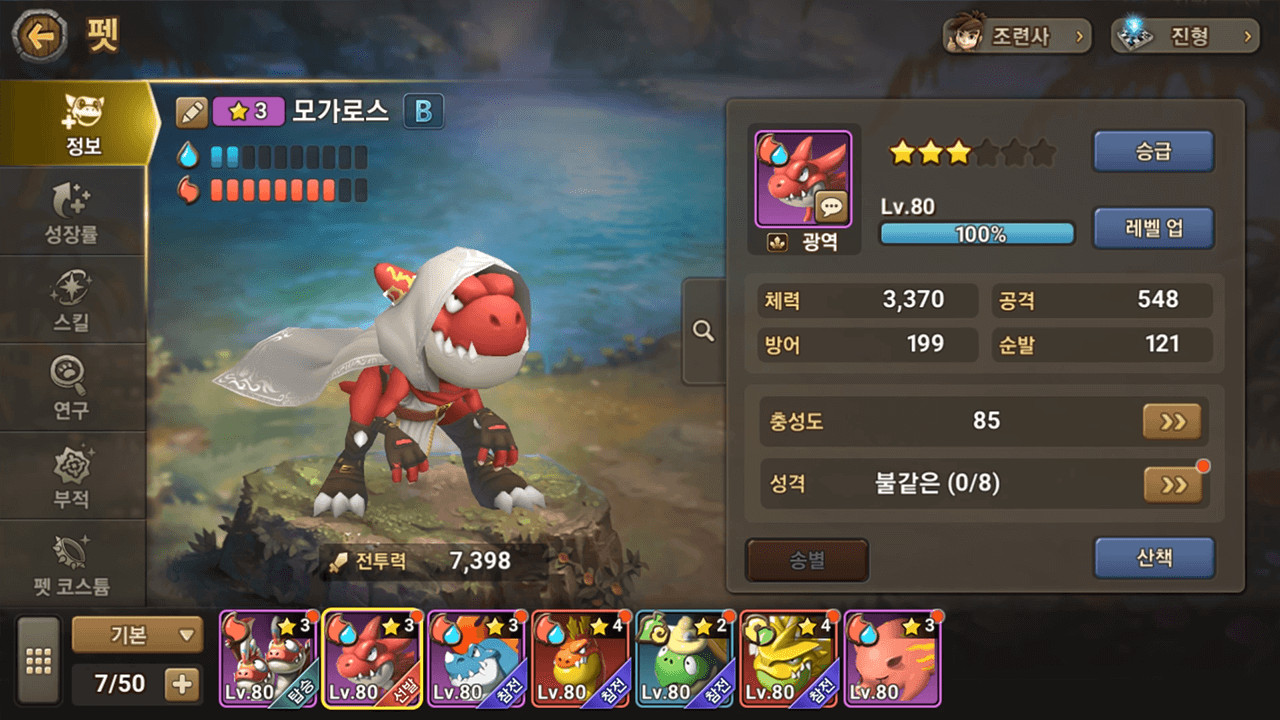 펫
조련사
진형
정보
성장률
스킬
연구
부적
펫 코스튬
3 모가로스 B
전투력 7,398
광역
Lv.80
100%
승급
레벨 업
체력 3,370
공격 548
방어 199
순발 121
충성도 85
성격 불같은 (0/8)
송별
산책
기본
7/50
3 Lv.80 탑승
3 Lv.80 선발
3 Lv.80 참전
4 Lv.80 참전
2 Lv.80 참전
4 Lv.80 참전
3 Lv.80